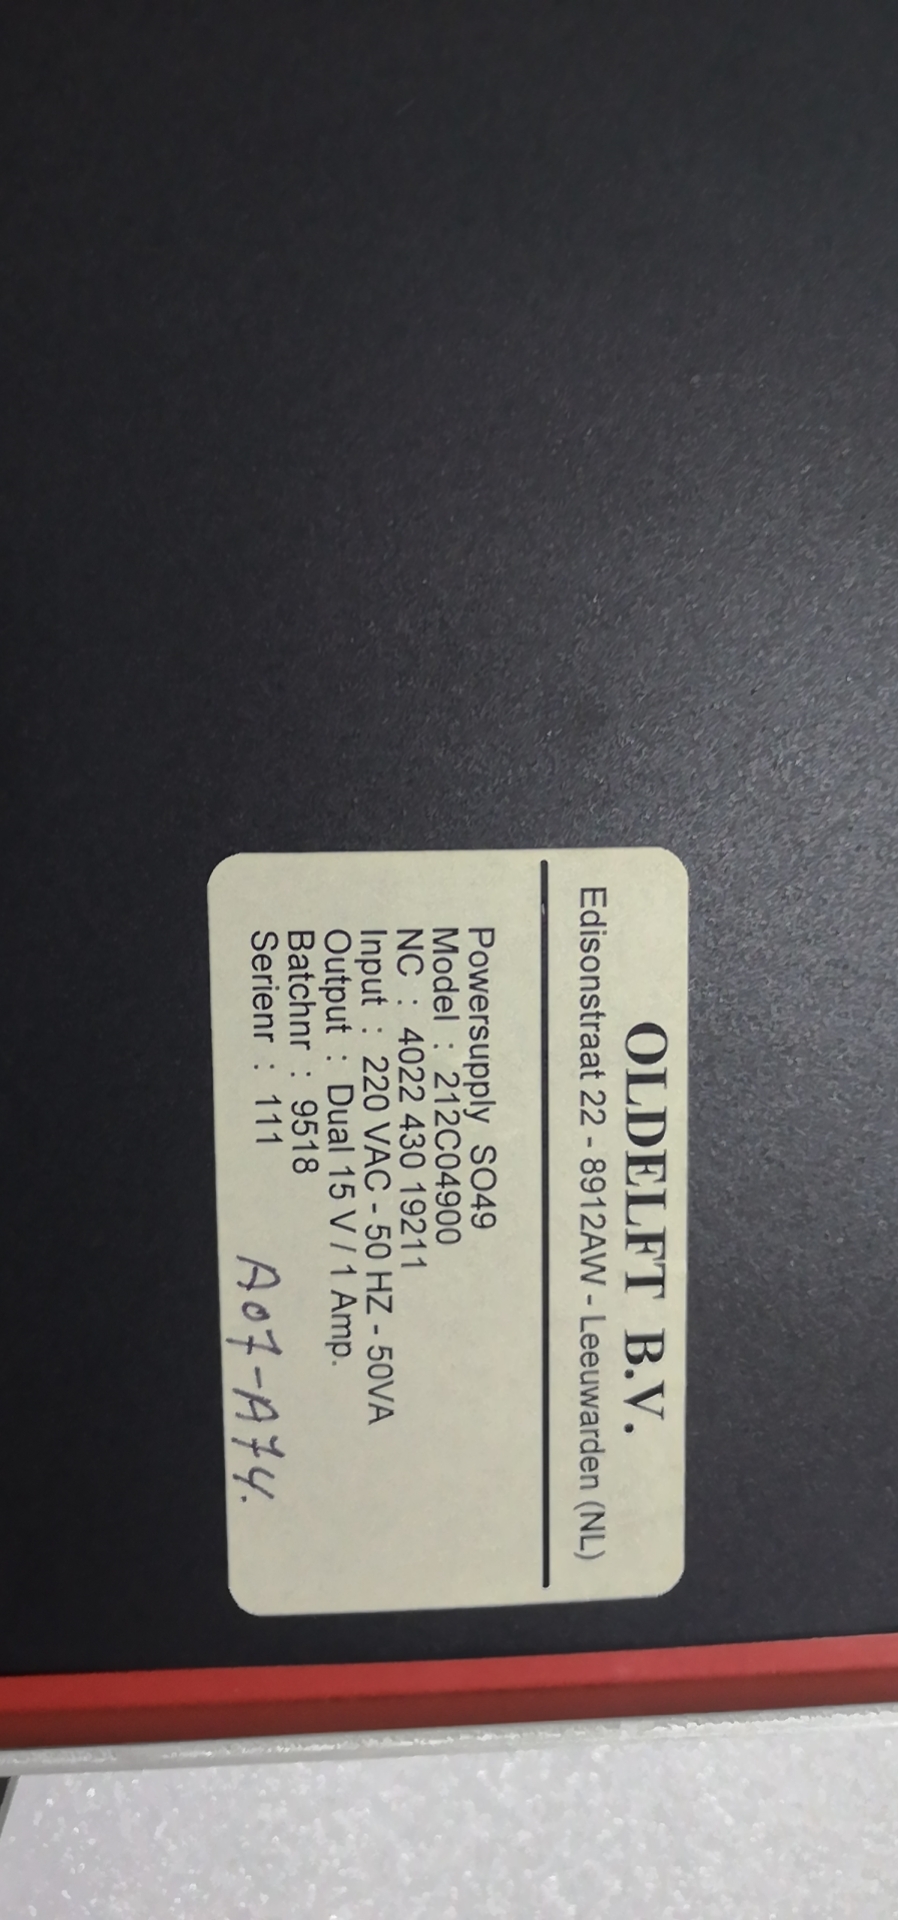 OLDELFT B.V.
Edisonstraat 22 - 8912AW - Leeuwarden (NL)
Powersupply SO49
Model : 212C04900
NC : 4022 430 19211
Input : 220 VAC - 50 HZ - 50VA
Output : Dual 15 V / 1 Amp.
Batchnr : 9518
Serienr : 111 A07-A74.